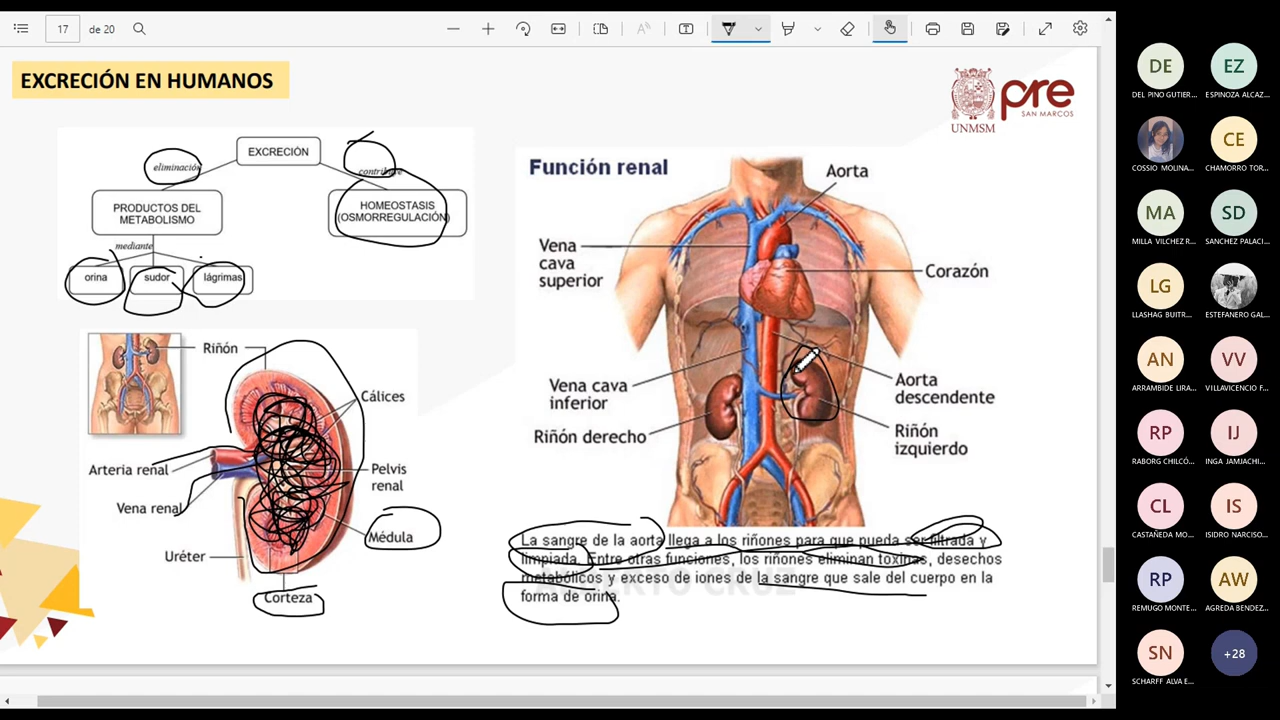 17
de 20
EXCRECIÓN EN HUMANOS
UNMSM
pre
SAN MARCOS
EXCRECIÓN
eliminación
contribuye
PRODUCTOS DEL
METABOLISMO
HOMEOSTASIS
(OSMORREGULACIÓN)
mediante
orina
sudor
lágrimas
Riñón
Cálices
Arteria renal
Pelvis
renal
Vena renal
Médula
Uréter
Corteza
Función renal
Aorta
Vena
cava
superior
Corazón
Vena cava
inferior
Aorta
descendente
Riñón derecho
Riñón
izquierdo
La sangre de la aorta llega a los riñones para que pueda ser filtrada y
limpiada. Entre otras funciones, los riñones eliminan toxinas, desechos
metabólicos y exceso de iones de la sangre que sale del cuerpo en la
forma de orina.
DE
DEL PINO GUTIER...
EZ
ESPINOZA ALCAZ...
COSSIO MOLINA...
CE
CHAMORRO TOR...
MA
MILLA VILCHEZ R...
SD
SANCHEZ PALACI...
LG
LLASHAG BUITR...
ESTEFANERO GAL...
AN
ARRAMBIDE LIRA...
VV
VILLAVICENCIO F...
RP
RABORG CHILCÓ...
IJ
INGA JAMJACHI...
CL
CASTAÑEDA MO...
IS
ISIDRO NARCISO...
RP
REMUGO MONTE...
AW
AGREDA BENDEZ...
SN
SCHARFF ALVA E...
+28